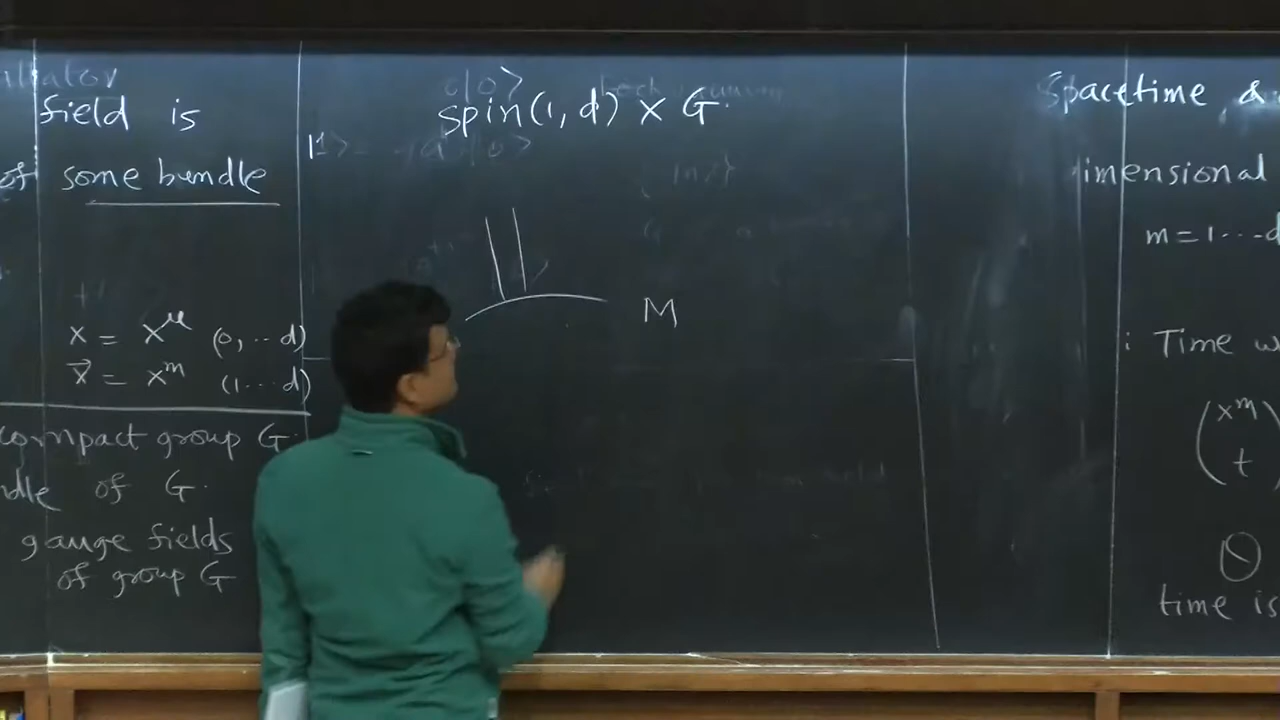 field is
of some bundle
x = x^μ (0, ·· d)
x⃗ = x^m (1 ··· d)
compact group G.
of G.
gauge fields
of group G
spin(1, d) × G.
M
Spacetime, &
imensional
m = 1 ··· d
: Time w
(x^m
t
time is